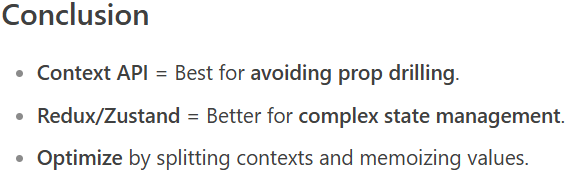 Conclusion
• Context API = Best for avoiding prop drilling.
• Redux/Zustand = Better for complex state management.
• Optimize by splitting contexts and memoizing values.